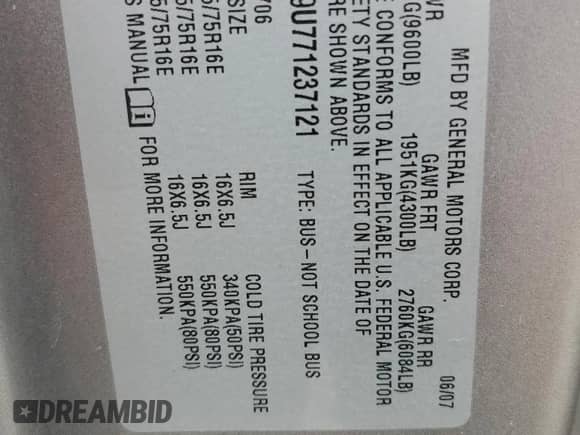 MFD BY GENERAL MOTORS CORP. 06/07
GAWR FRT GAWR RR
G(9600LB) 1951KG(4300LB) 2760KG(6084LB)
E CONFORMS TO ALL APPLICABLE U.S. FEDERAL MOTOR
ETY STANDARDS IN EFFECT ON THE DATE OF
RE SHOWN ABOVE.
9U771237121 TYPE: BUS–NOT SCHOOL BUS
706
SIZE RIM COLD TIRE PRESSURE
5/75R16E 16X6.5J 340KPA(50PSI)
5/75R16E 16X6.5J 550KPA(80PSI)
5/75R16E 16X6.5J 550KPA(80PSI)
S MANUAL FOR MORE INFORMATION.
DREAMBID